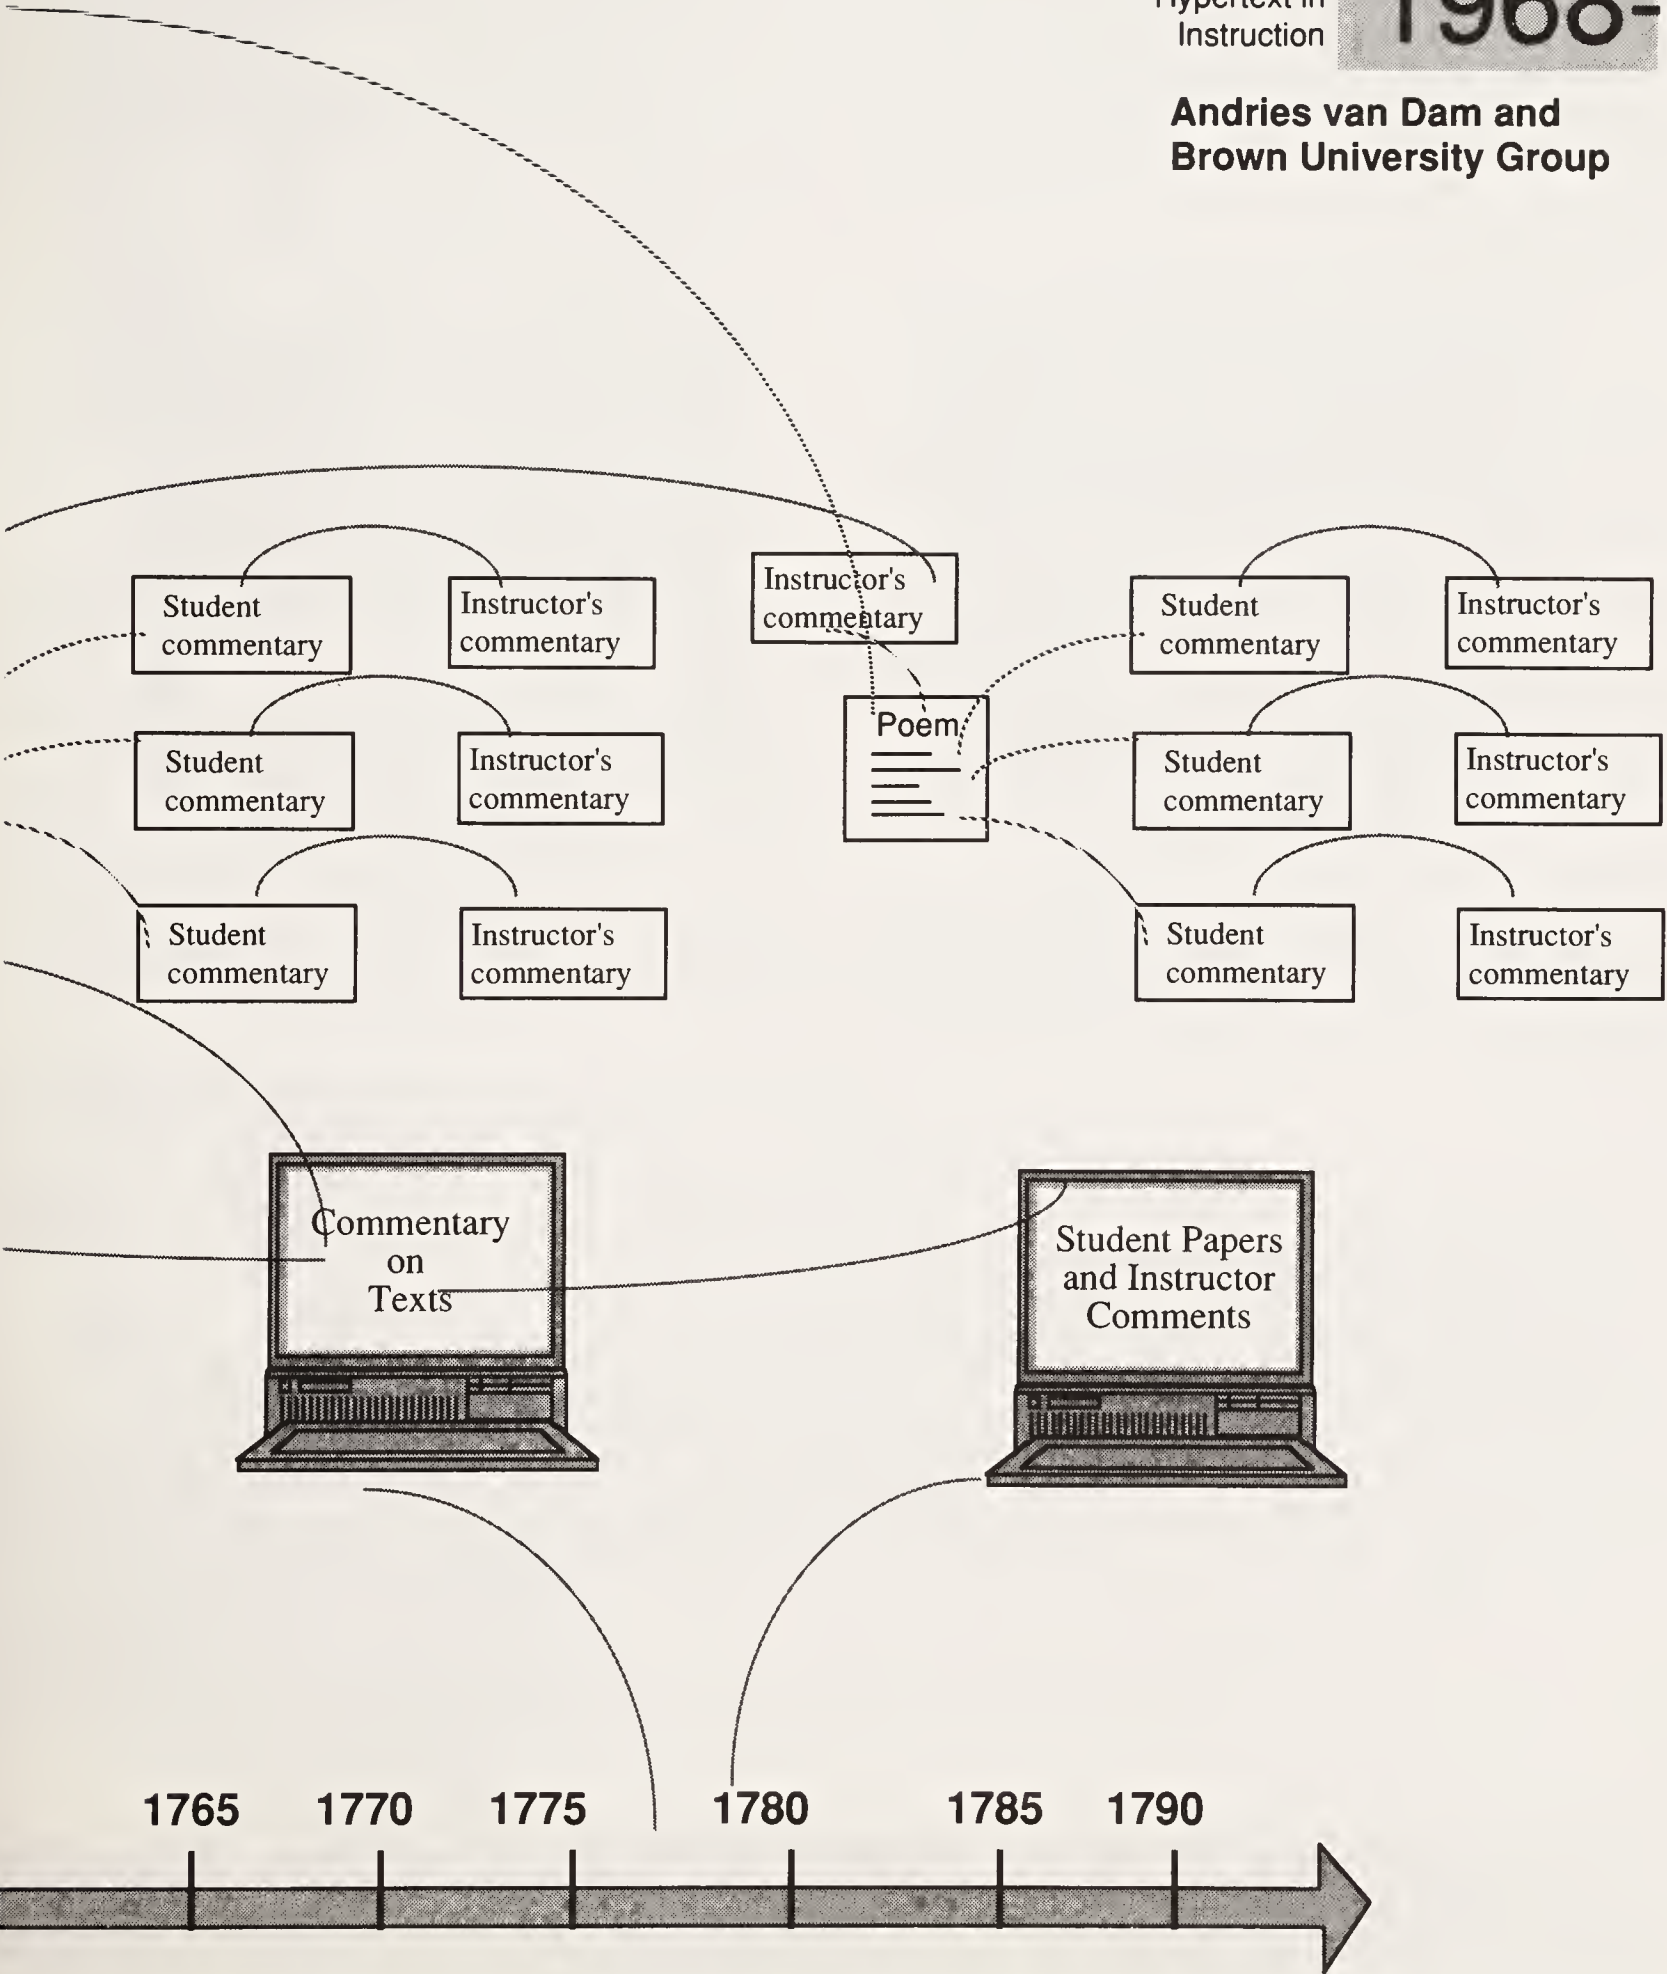 Hypertext in
Instruction
1968-
Andries van Dam and
Brown University Group
Instructor's
commentary
Student
commentary
Instructor's
commentary
Student
commentary
Instructor's
commentary
Poem
Student
commentary
Instructor's
commentary
Student
commentary
Instructor's
commentary
Student
commentary
Instructor's
commentary
Student
commentary
Instructor's
commentary
Commentary
on
Texts
Student Papers
and Instructor
Comments
1765 1770 1775 1780 1785 1790